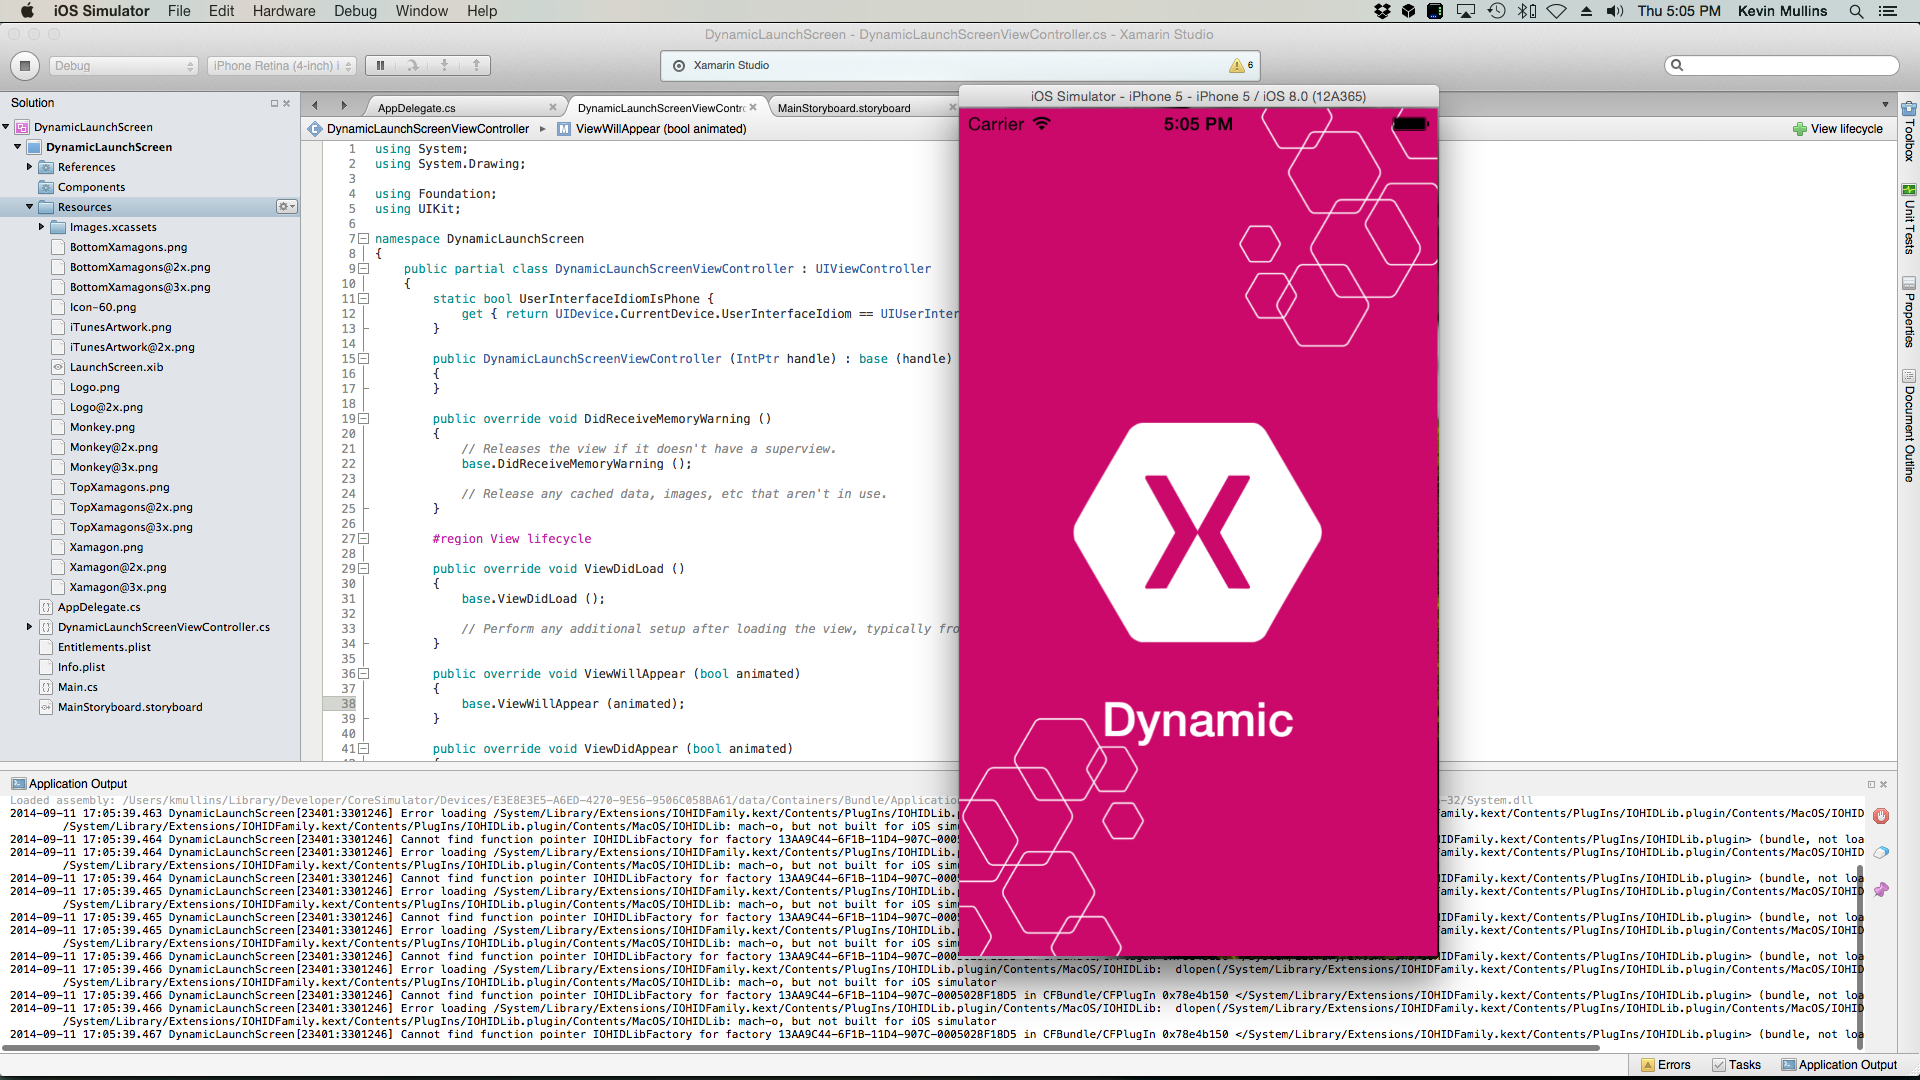 iOS Simulator File Edit Hardware Debug Window Help Thu 5:05 PM Kevin Mullins
DynamicLaunchScreen - DynamicLaunchScreenViewController.cs - Xamarin Studio
Debug iPhone Retina (4-inch) i Xamarin Studio 6
Solution
DynamicLaunchScreen
DynamicLaunchScreen
References
Components
Resources
Images.xcassets
BottomXamagons.png
BottomXamagons@2x.png
BottomXamagons@3x.png
Icon-60.png
iTunesArtwork.png
iTunesArtwork@2x.png
LaunchScreen.xib
Logo.png
Logo@2x.png
Monkey.png
Monkey@2x.png
Monkey@3x.png
TopXamagons.png
TopXamagons@2x.png
TopXamagons@3x.png
Xamagon.png
Xamagon@2x.png
Xamagon@3x.png
AppDelegate.cs
DynamicLaunchScreenViewController.cs
Entitlements.plist
Info.plist
Main.cs
MainStoryboard.storyboard
AppDelegate.cs DynamicLaunchScreenViewContr MainStoryboard.storyboard
DynamicLaunchScreenViewController ViewWillAppear (bool animated) View lifecycle
1 using System;
2 using System.Drawing;
3
4 using Foundation;
5 using UIKit;
6
7 namespace DynamicLaunchScreen
8 {
9 public partial class DynamicLaunchScreenViewController : UIViewController
10 {
11 static bool UserInterfaceIdiomIsPhone {
12 get { return UIDevice.CurrentDevice.UserInterfaceIdiom == UIUserInter
13 }
14
15 public DynamicLaunchScreenViewController (IntPtr handle) : base (handle)
16 {
17 }
18
19 public override void DidReceiveMemoryWarning ()
20 {
21 // Releases the view if it doesn't have a superview.
22 base.DidReceiveMemoryWarning ();
23
24 // Release any cached data, images, etc that aren't in use.
25 }
26
27 #region View lifecycle
28
29 public override void ViewDidLoad ()
30 {
31 base.ViewDidLoad ();
32
33 // Perform any additional setup after loading the view, typically fro
34 }
35
36 public override void ViewWillAppear (bool animated)
37 {
38 base.ViewWillAppear (animated);
39 }
40
41 public override void ViewDidAppear (bool animated)
iOS Simulator - iPhone 5 - iPhone 5 / iOS 8.0 (12A365)
Carrier 5:05 PM
X
Dynamic
Toolbox
Unit Tests
Properties
Document Outline
Application Output
Loaded assembly: /Users/kmullins/Library/Developer/CoreSimulator/Devices/E3E8E3E5-A6ED-4270-9E56-9506C058BA61/data/Containers/Bundle/Applicatio -32/System.dll
2014-09-11 17:05:39.463 DynamicLaunchScreen[23401:3301246] Error loading /System/Library/Extensions/IOHIDFamily.kext/Contents/PlugIns/IOHIDLib.p Family.kext/Contents/PlugIns/IOHIDLib.plugin/Contents/MacOS/IOHID
/System/Library/Extensions/IOHIDFamily.kext/Contents/PlugIns/IOHIDLib.plugin/Contents/MacOS/IOHIDLib: mach-o, but not built for iOS simu
2014-09-11 17:05:39.464 DynamicLaunchScreen[23401:3301246] Cannot find function pointer IOHIDLibFactory for factory 13AA9C44-6F1B-11D4-907C-0005 IDFamily.kext/Contents/PlugIns/IOHIDLib.plugin> (bundle, not loa
2014-09-11 17:05:39.464 DynamicLaunchScreen[23401:3301246] Error loading /System/Library/Extensions/IOHIDFamily.kext/Contents/PlugIns/IOHIDLib.p Family.kext/Contents/PlugIns/IOHIDLib.plugin/Contents/MacOS/IOHID
/System/Library/Extensions/IOHIDFamily.kext/Contents/PlugIns/IOHIDLib.plugin/Contents/MacOS/IOHIDLib: mach-o, but not built for iOS simu
2014-09-11 17:05:39.464 DynamicLaunchScreen[23401:3301246] Cannot find function pointer IOHIDLibFactory for factory 13AA9C44-6F1B-11D4-907C-0005 IDFamily.kext/Contents/PlugIns/IOHIDLib.plugin> (bundle, not loa
2014-09-11 17:05:39.465 DynamicLaunchScreen[23401:3301246] Error loading /System/Library/Extensions/IOHIDFamily.kext/Contents/PlugIns/IOHIDLib.p Family.kext/Contents/PlugIns/IOHIDLib.plugin/Contents/MacOS/IOHID
/System/Library/Extensions/IOHIDFamily.kext/Contents/PlugIns/IOHIDLib.plugin/Contents/MacOS/IOHIDLib: mach-o, but not built for iOS simu
2014-09-11 17:05:39.465 DynamicLaunchScreen[23401:3301246] Cannot find function pointer IOHIDLibFactory for factory 13AA9C44-6F1B-11D4-907C-0005 IDFamily.kext/Contents/PlugIns/IOHIDLib.plugin> (bundle, not loa
2014-09-11 17:05:39.465 DynamicLaunchScreen[23401:3301246] Error loading /System/Library/Extensions/IOHIDFamily.kext/Contents/PlugIns/IOHIDLib.p Family.kext/Contents/PlugIns/IOHIDLib.plugin/Contents/MacOS/IOHID
/System/Library/Extensions/IOHIDFamily.kext/Contents/PlugIns/IOHIDLib.plugin/Contents/MacOS/IOHIDLib: mach-o, but not built for iOS sim
2014-09-11 17:05:39.466 DynamicLaunchScreen[23401:3301246] Cannot find function pointer IOHIDLibFactory for factory 13AA9C44-6F1B-11D4-907C-0005 IDFamily.kext/Contents/PlugIns/IOHIDLib.plugin> (bundle, not loa
2014-09-11 17:05:39.466 DynamicLaunchScreen[23401:3301246] Error loading /System/Library/Extensions/IOHIDFamily.kext/Contents/PlugIns/IOHIDLib.plugin/Contents/MacOS/IOHIDLib: dlopen(/System/Library/Extensions/IOHIDFamily.kext/Contents/PlugIns/IOHIDLib.plugin/Contents/MacOS/IOHID
/System/Library/Extensions/IOHIDFamily.kext/Contents/PlugIns/IOHIDLib.plugin/Contents/MacOS/IOHIDLib: mach-o, but not built for iOS simulator
2014-09-11 17:05:39.466 DynamicLaunchScreen[23401:3301246] Cannot find function pointer IOHIDLibFactory for factory 13AA9C44-6F1B-11D4-907C-0005028F18D5 in CFBundle/CFPlugIn 0x78e4b150 </System/Library/Extensions/IOHIDFamily.kext/Contents/PlugIns/IOHIDLib.plugin> (bundle, not loa
2014-09-11 17:05:39.466 DynamicLaunchScreen[23401:3301246] Error loading /System/Library/Extensions/IOHIDFamily.kext/Contents/PlugIns/IOHIDLib.plugin/Contents/MacOS/IOHIDLib: dlopen(/System/Library/Extensions/IOHIDFamily.kext/Contents/PlugIns/IOHIDLib.plugin/Contents/MacOS/IOHID
/System/Library/Extensions/IOHIDFamily.kext/Contents/PlugIns/IOHIDLib.plugin/Contents/MacOS/IOHIDLib: mach-o, but not built for iOS simulator
2014-09-11 17:05:39.467 DynamicLaunchScreen[23401:3301246] Cannot find function pointer IOHIDLibFactory for factory 13AA9C44-6F1B-11D4-907C-0005028F18D5 in CFBundle/CFPlugIn 0x78e4b150 </System/Library/Extensions/IOHIDFamily.kext/Contents/PlugIns/IOHIDLib.plugin> (bundle, not loa
Errors Tasks Application Output